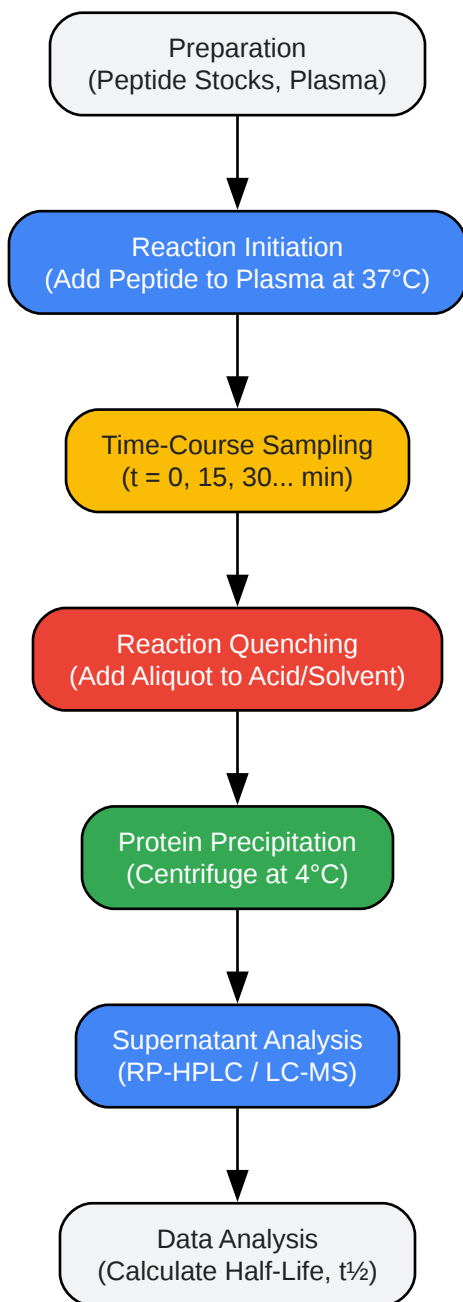 Preparation
(Peptide Stocks, Plasma)
Reaction Initiation
(Add Peptide to Plasma at 37°C)
Time-Course Sampling
(t = 0, 15, 30... min)
Reaction Quenching
(Add Aliquot to Acid/Solvent)
Protein Precipitation
(Centrifuge at 4°C)
Supernatant Analysis
(RP-HPLC / LC-MS)
Data Analysis
(Calculate Half-Life, t½)